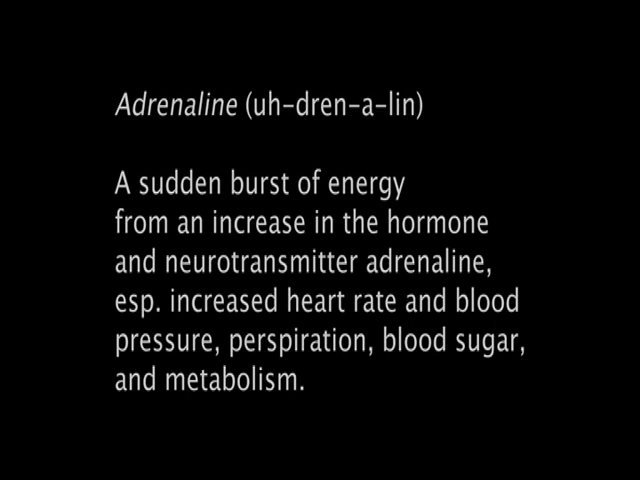 Adrenaline (uh-dren-a-lin)
A sudden burst of energy
from an increase in the hormone
and neurotransmitter adrenaline,
esp. increased heart rate and blood
pressure, perspiration, blood sugar,
and metabolism.